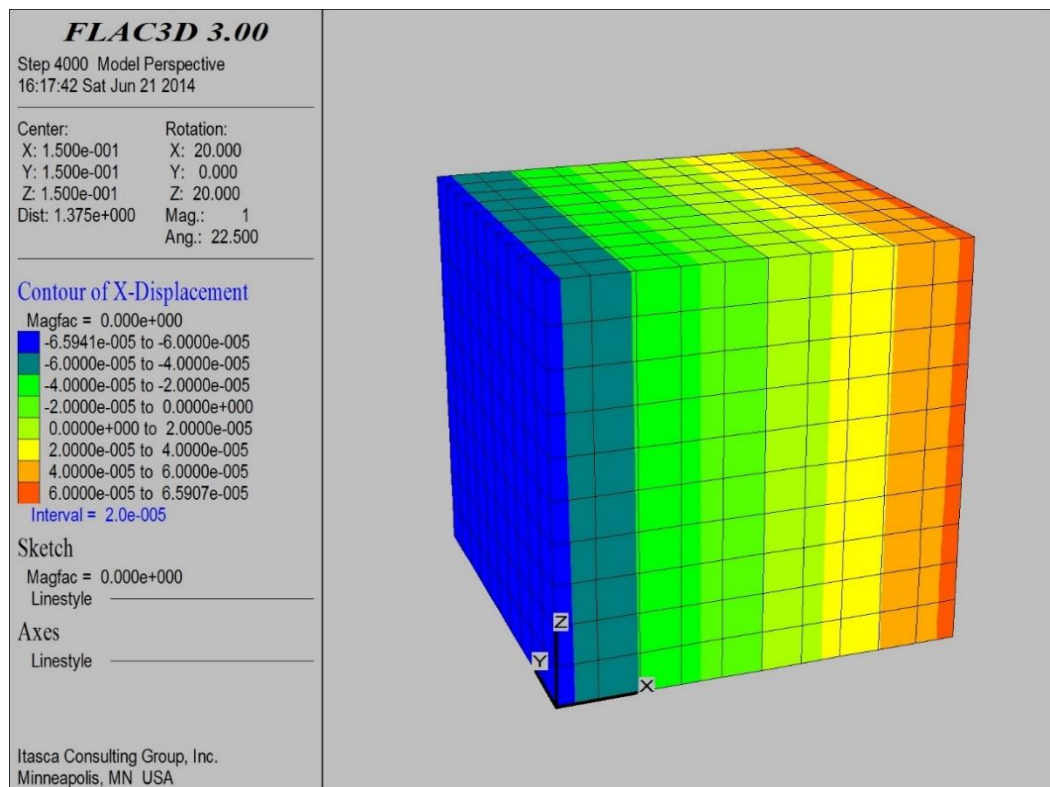 FLAC3D 3.00
Step 4000 Model Perspective
16:17:42 Sat Jun 21 2014
Center: Rotation:
X: 1.500e-001 X: 20.000
Y: 1.500e-001 Y: 0.000
Z: 1.500e-001 Z: 20.000
Dist: 1.375e+000 Mag.: 1
Ang.: 22.500
Contour of X-Displacement
Magfac = 0.000e+000
-6.5941e-005 to -6.0000e-005
-6.0000e-005 to -4.0000e-005
-4.0000e-005 to -2.0000e-005
-2.0000e-005 to 0.0000e+000
0.0000e+000 to 2.0000e-005
2.0000e-005 to 4.0000e-005
4.0000e-005 to 6.0000e-005
6.0000e-005 to 6.5907e-005
Interval = 2.0e-005
Sketch
Magfac = 0.000e+000
Linestyle
Axes
Linestyle
Itasca Consulting Group, Inc.
Minneapolis, MN USA
Z
Y
X